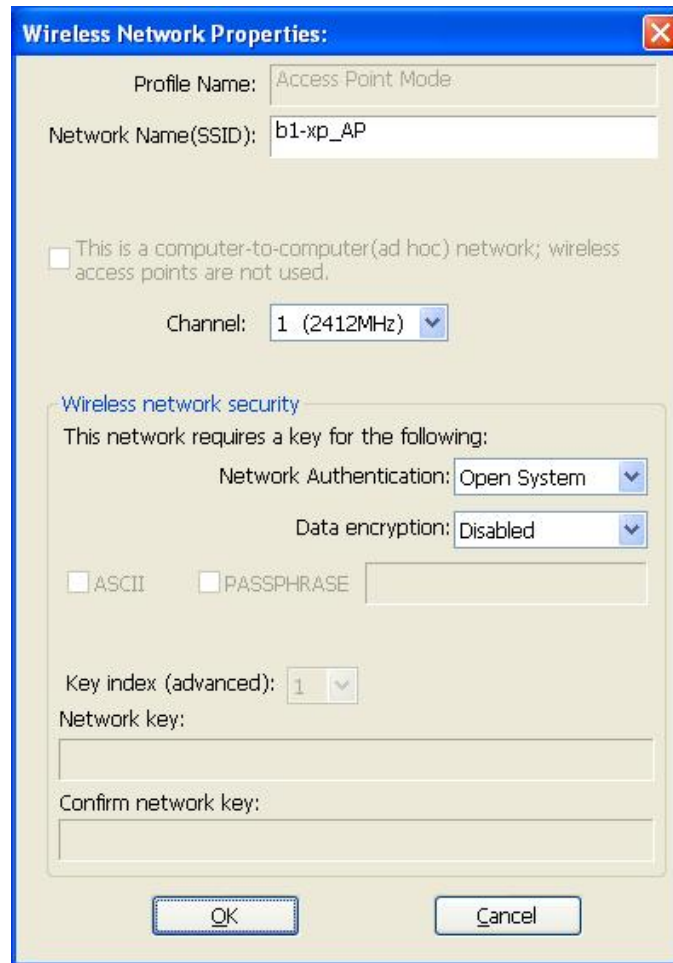 Wireless Network Properties:
Profile Name: Access Point Mode
Network Name(SSID): b1-xp_AP
This is a computer-to-computer(ad hoc) network; wireless
access points are not used.
Channel: 1 (2412MHz)
Wireless network security
This network requires a key for the following:
Network Authentication: Open System
Data encryption: Disabled
ASCII PASSPHRASE
Key index (advanced): 1
Network key:
Confirm network key:
OK Cancel